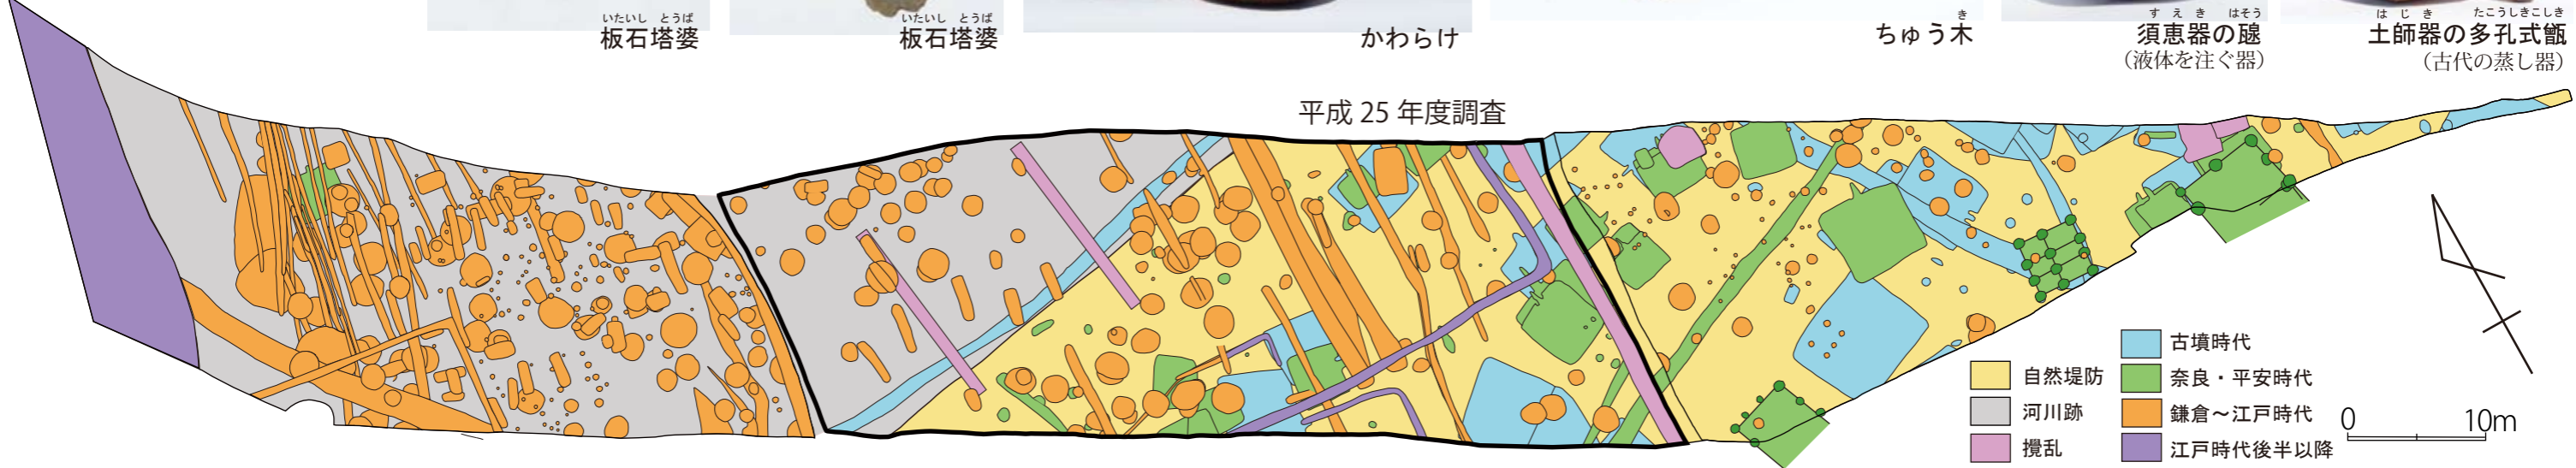 いたいし とうば
板石塔婆
いたいし とうば
板石塔婆
かわらけ
ちゅう木
き
すえき はそう
須恵器の𤭯
（液体を注ぐ器）
はじき たこうしきこしき
土師器の多孔式甑
（古代の蒸し器）
平成 25 年度調査
自然堤防
河川跡
攪乱
古墳時代
奈良・平安時代
鎌倉～江戸時代
江戸時代後半以降
0 10m